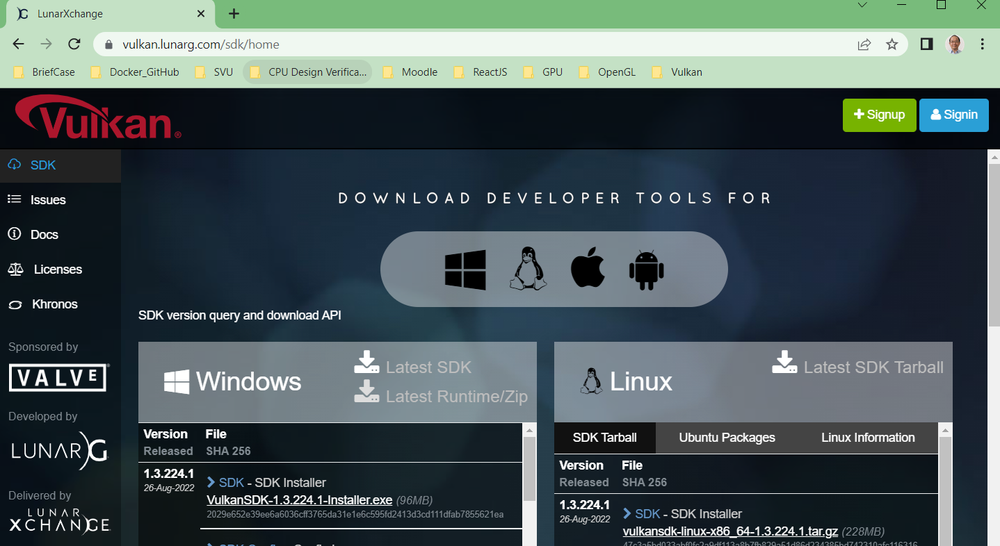 LunarXchange
vulkan.lunarg.com/sdk/home
BriefCase Docker_GitHub SVU CPU Design Verifica... Moodle ReactJS GPU OpenGL Vulkan
Vulkan®
Signup Signin
SDK
Issues
Docs
Licenses
Khronos
Sponsored by
VALVE®
Developed by
LUNARG
Delivered by
LUNAR
XCHANGE
DOWNLOAD DEVELOPER TOOLS FOR
SDK version query and download API
Windows
Latest SDK
Latest Runtime/Zip
Version File
Released SHA 256
1.3.224.1 SDK - SDK Installer
26-Aug-2022
VulkanSDK-1.3.224.1-Installer.exe (96MB)
2029e652e39ee6a6036cff3765da31e1e6c595fd2413d3cd111dfab7855621ea
Linux
Latest SDK Tarball
SDK Tarball Ubuntu Packages Linux Information
Version File
Released SHA 256
1.3.224.1 SDK - SDK Installer
26-Aug-2022
vulkansdk-linux-x86_64-1.3.224.1.tar.gz (228MB)